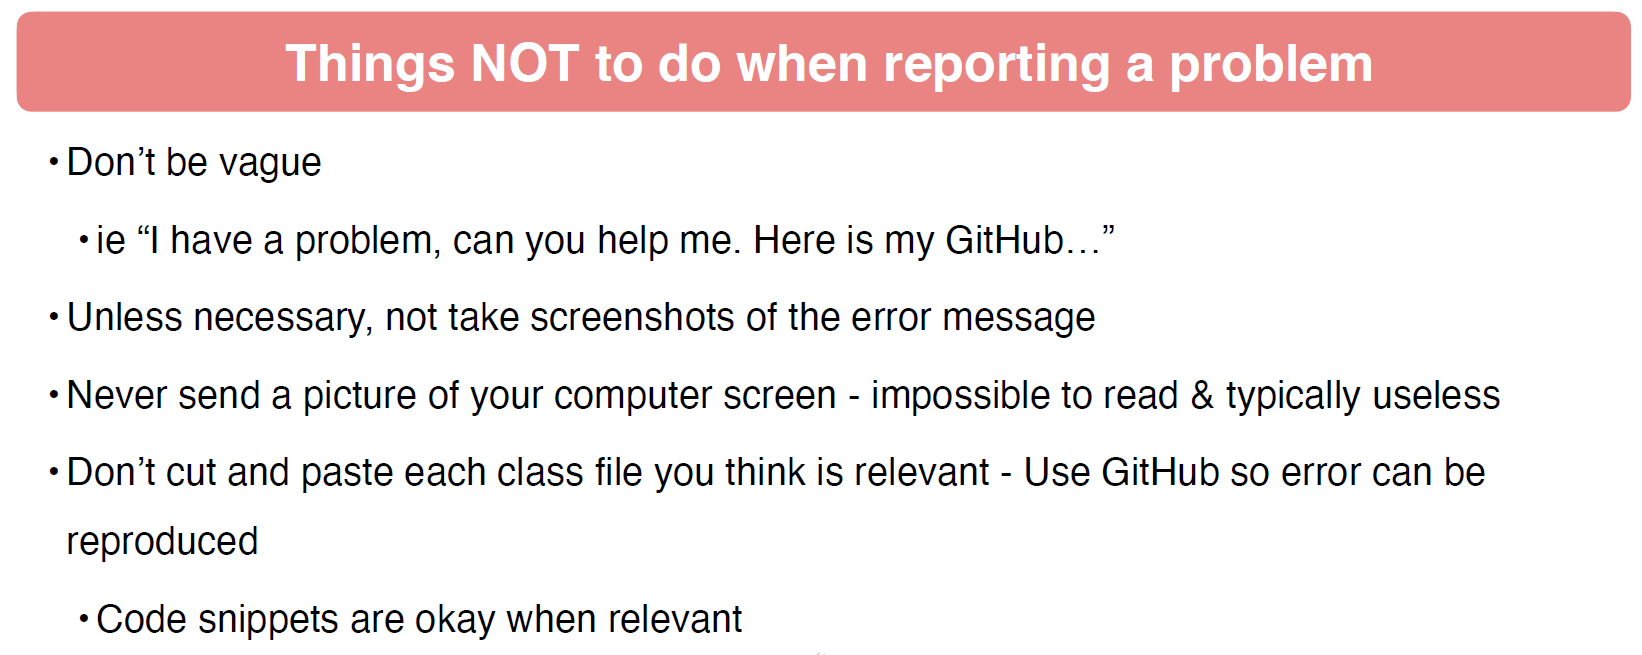 Things NOT to do when reporting a problem
• Don’t be vague
• ie “I have a problem, can you help me. Here is my GitHub…”
• Unless necessary, not take screenshots of the error message
• Never send a picture of your computer screen - impossible to read & typically useless
• Don’t cut and paste each class file you think is relevant - Use GitHub so error can be
reproduced
• Code snippets are okay when relevant